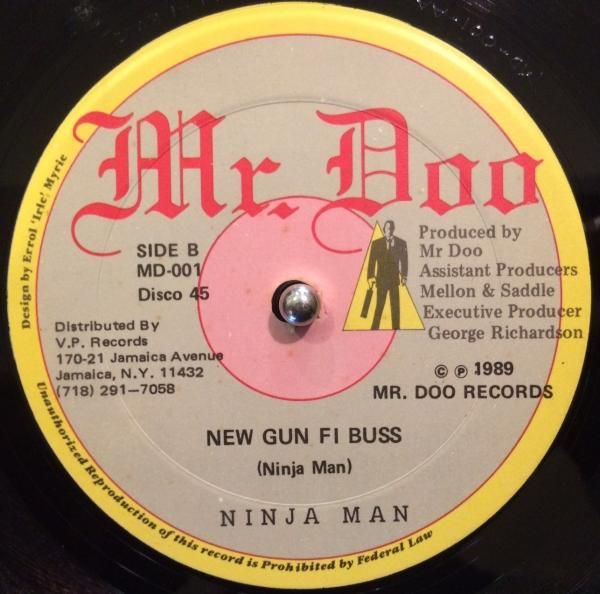 Mr. Doo
SIDE B
MD-001
Disco 45
Produced by
Mr Doo
Assistant Producers
Mellon & Saddle
Executive Producer
George Richardson
Distributed By
V.P. Records
170-21 Jamaica Avenue
Jamaica, N.Y. 11432
(718) 291-7058
© ℗ 1989
MR. DOO RECORDS
NEW GUN FI BUSS
(Ninja Man)
NINJA MAN
Design by Errol 'Irie' Myric
Unauthorized Reproduction of this record is Prohibited by Federal Law